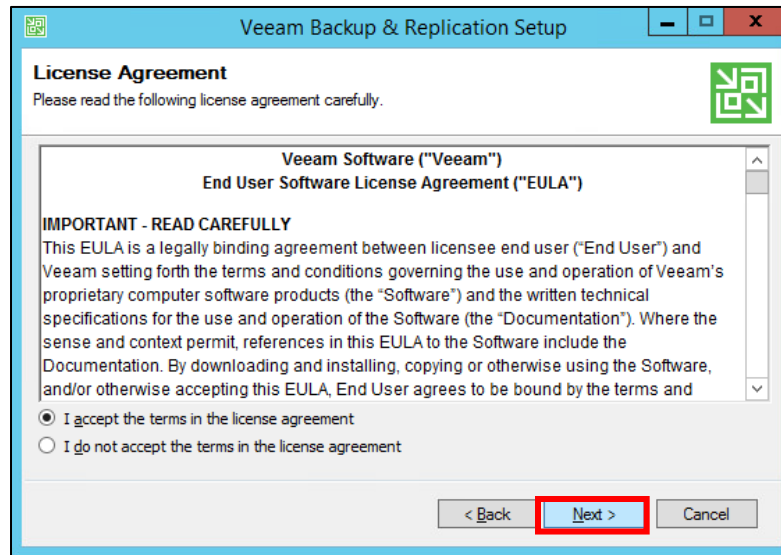 Veeam Backup & Replication Setup
License Agreement
Please read the following license agreement carefully.
Veeam Software ("Veeam")
End User Software License Agreement ("EULA")
IMPORTANT - READ CAREFULLY
This EULA is a legally binding agreement between licensee end user (“End User”) and
Veeam setting forth the terms and conditions governing the use and operation of Veeam’s
proprietary computer software products (the “Software”) and the written technical
specifications for the use and operation of the Software (the “Documentation”). Where the
sense and context permit, references in this EULA to the Software include the
Documentation. By downloading and installing, copying or otherwise using the Software,
and/or otherwise accepting this EULA, End User agrees to be bound by the terms and
I accept the terms in the license agreement
I do not accept the terms in the license agreement
< Back Next > Cancel